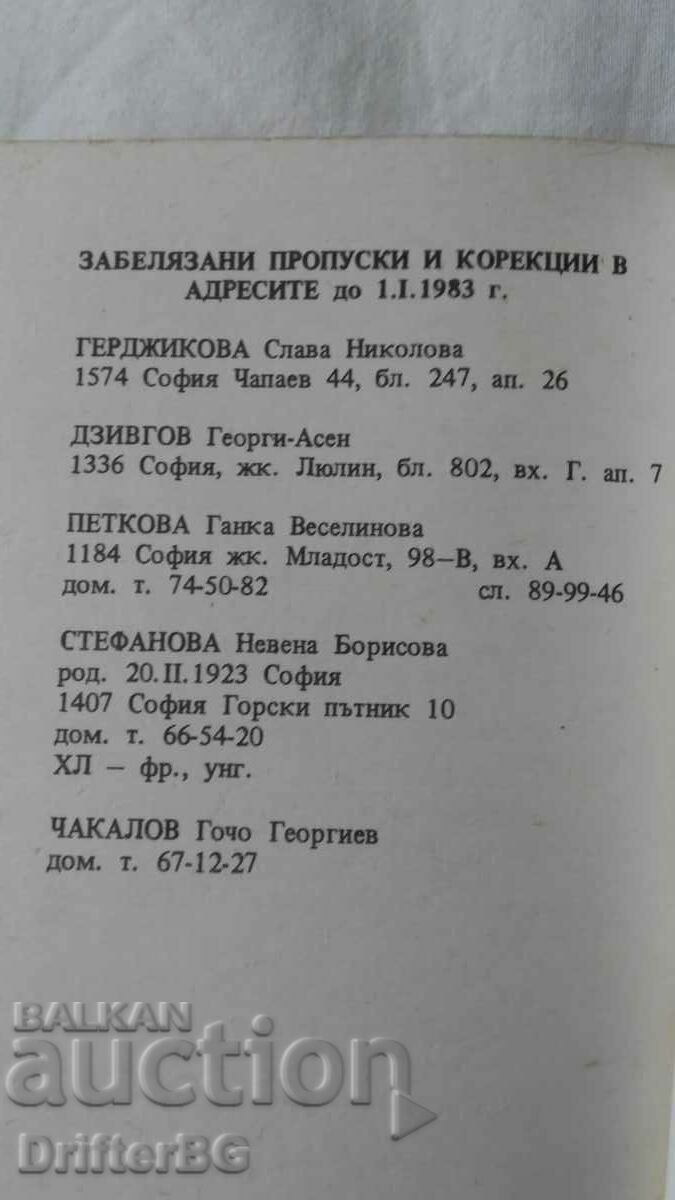 ЗАБЕЛЯЗАНИ ПРОПУСКИ И КОРЕКЦИИ В
АДРЕСИТЕ до 1.I.1983 г.
ГЕРДЖИКОВА Слава Николова
1574 София Чапаев 44, бл. 247, ап. 26
ДЗИВГОВ Георги-Асен
1336 София, жк. Люлин, бл. 802, вх. Г. ап. 7
ПЕТКОВА Ганка Веселинова
1184 София жк. Младост, 98—В, вх. А
дом. т. 74-50-82 сл. 89-99-46
СТЕФАНОВА Невена Борисова
род. 20.II.1923 София
1407 София Горски пътник 10
дом. т. 66-54-20
ХЛ — фр., унг.
ЧАКАЛОВ Гочо Георгиев
дом. т. 67-12-27
BALKAN
auction
DrifterBG